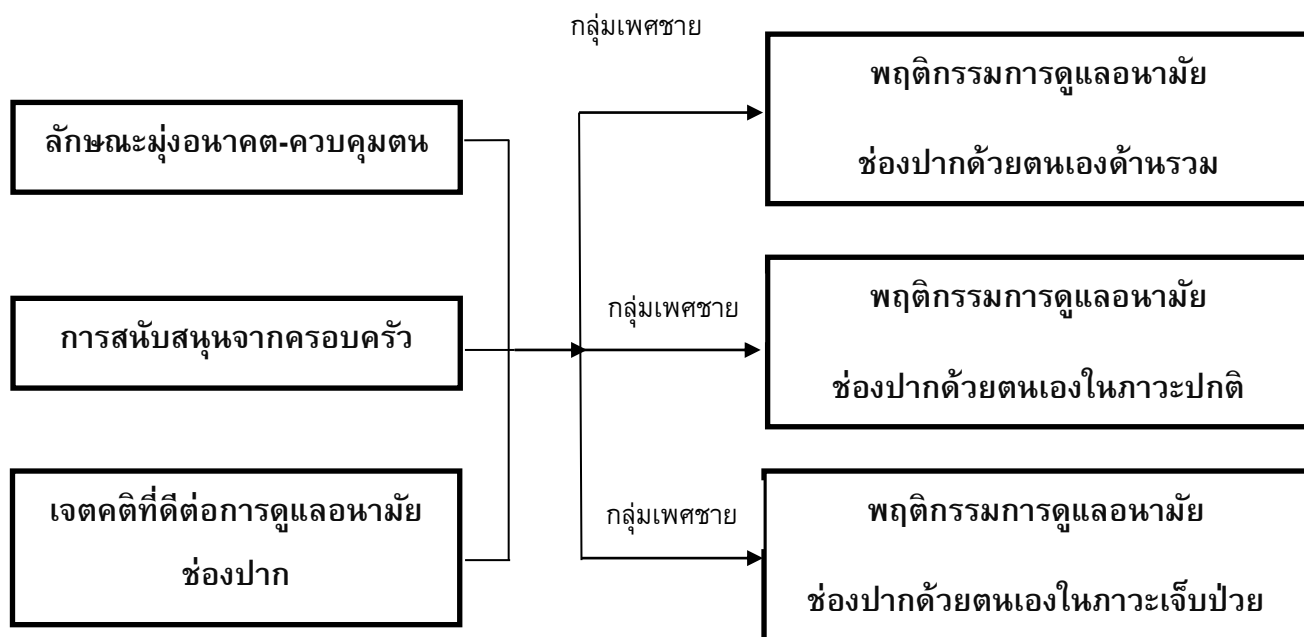 กลุ่มเพศชาย
พฤติกรรมการดูแลอนามัย
ช่องปากด้วยตนเองด้านรวม
ลักษณะมุ่งอนาคต-ควบคุมตน
กลุ่มเพศชาย
พฤติกรรมการดูแลอนามัย
ช่องปากด้วยตนเองในภาวะปกติ
การสนับสนุนจากครอบครัว
เจตคติที่ดีต่อการดูแลอนามัย
ช่องปาก
กลุ่มเพศชาย
พฤติกรรมการดูแลอนามัย
ช่องปากด้วยตนเองในภาวะเจ็บป่วย